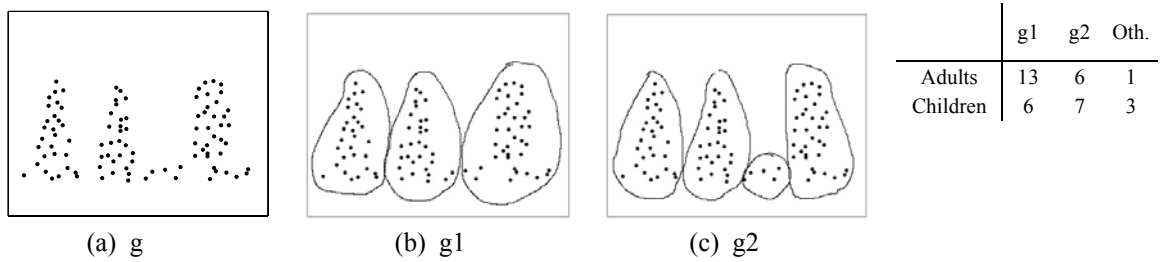 g1 g2 Oth.
Adults 13 6 1
Children 6 7 3
(a) g (b) g1 (c) g2